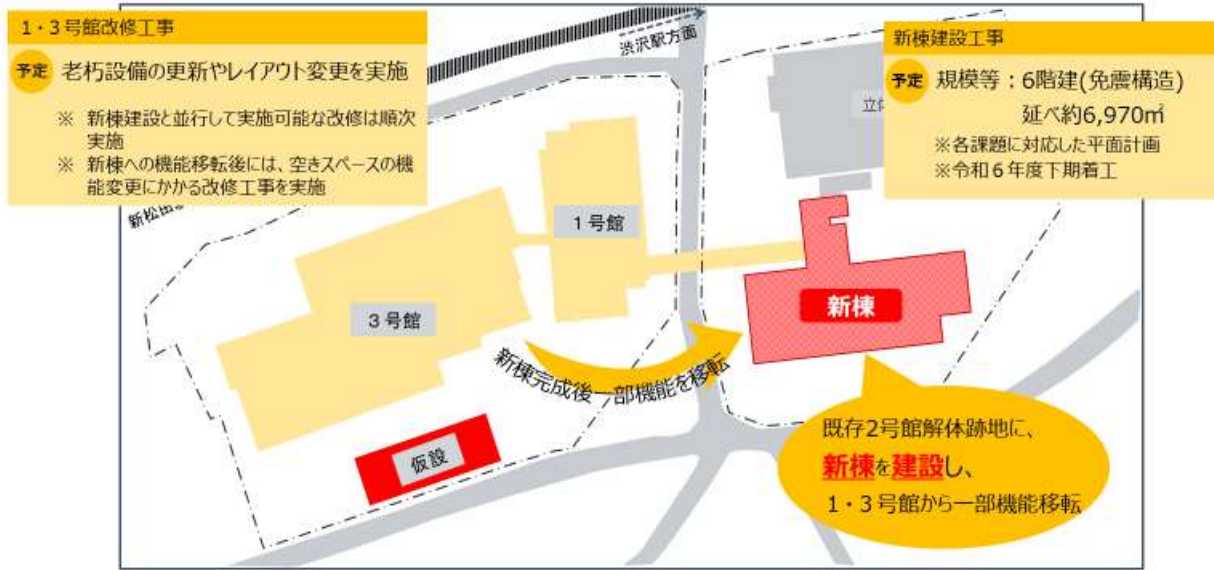 1・3号館改修工事
予定 老朽設備の更新やレイアウト変更を実施
※ 新棟建設と並行して実施可能な改修は順次
実施
※ 新棟への機能移転後には、空きスペースの機
能変更にかかる改修工事を実施
渋沢駅方面
新棟建設工事
予定 規模等：6階建(免震構造)
延べ約6,970㎡
※各課題に対応した平面計画
※令和6年度下期着工
立体
新松田
1号館
3号館
新棟
新棟完成後一部機能を移転
仮設
既存2号館解体跡地に、
新棟を建設し、
1・3号館から一部機能移転